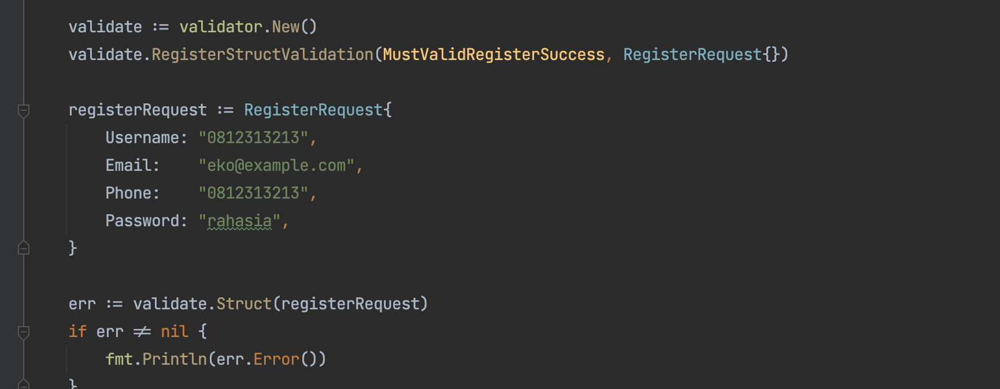 validate := validator.New()
validate.RegisterStructValidation(MustValidRegisterSuccess, RegisterRequest{})
registerRequest := RegisterRequest{
Username: "0812313213",
Email: "eko@example.com",
Phone: "0812313213",
Password: "rahasia",
}
err := validate.Struct(registerRequest)
if err != nil {
fmt.Println(err.Error())
}